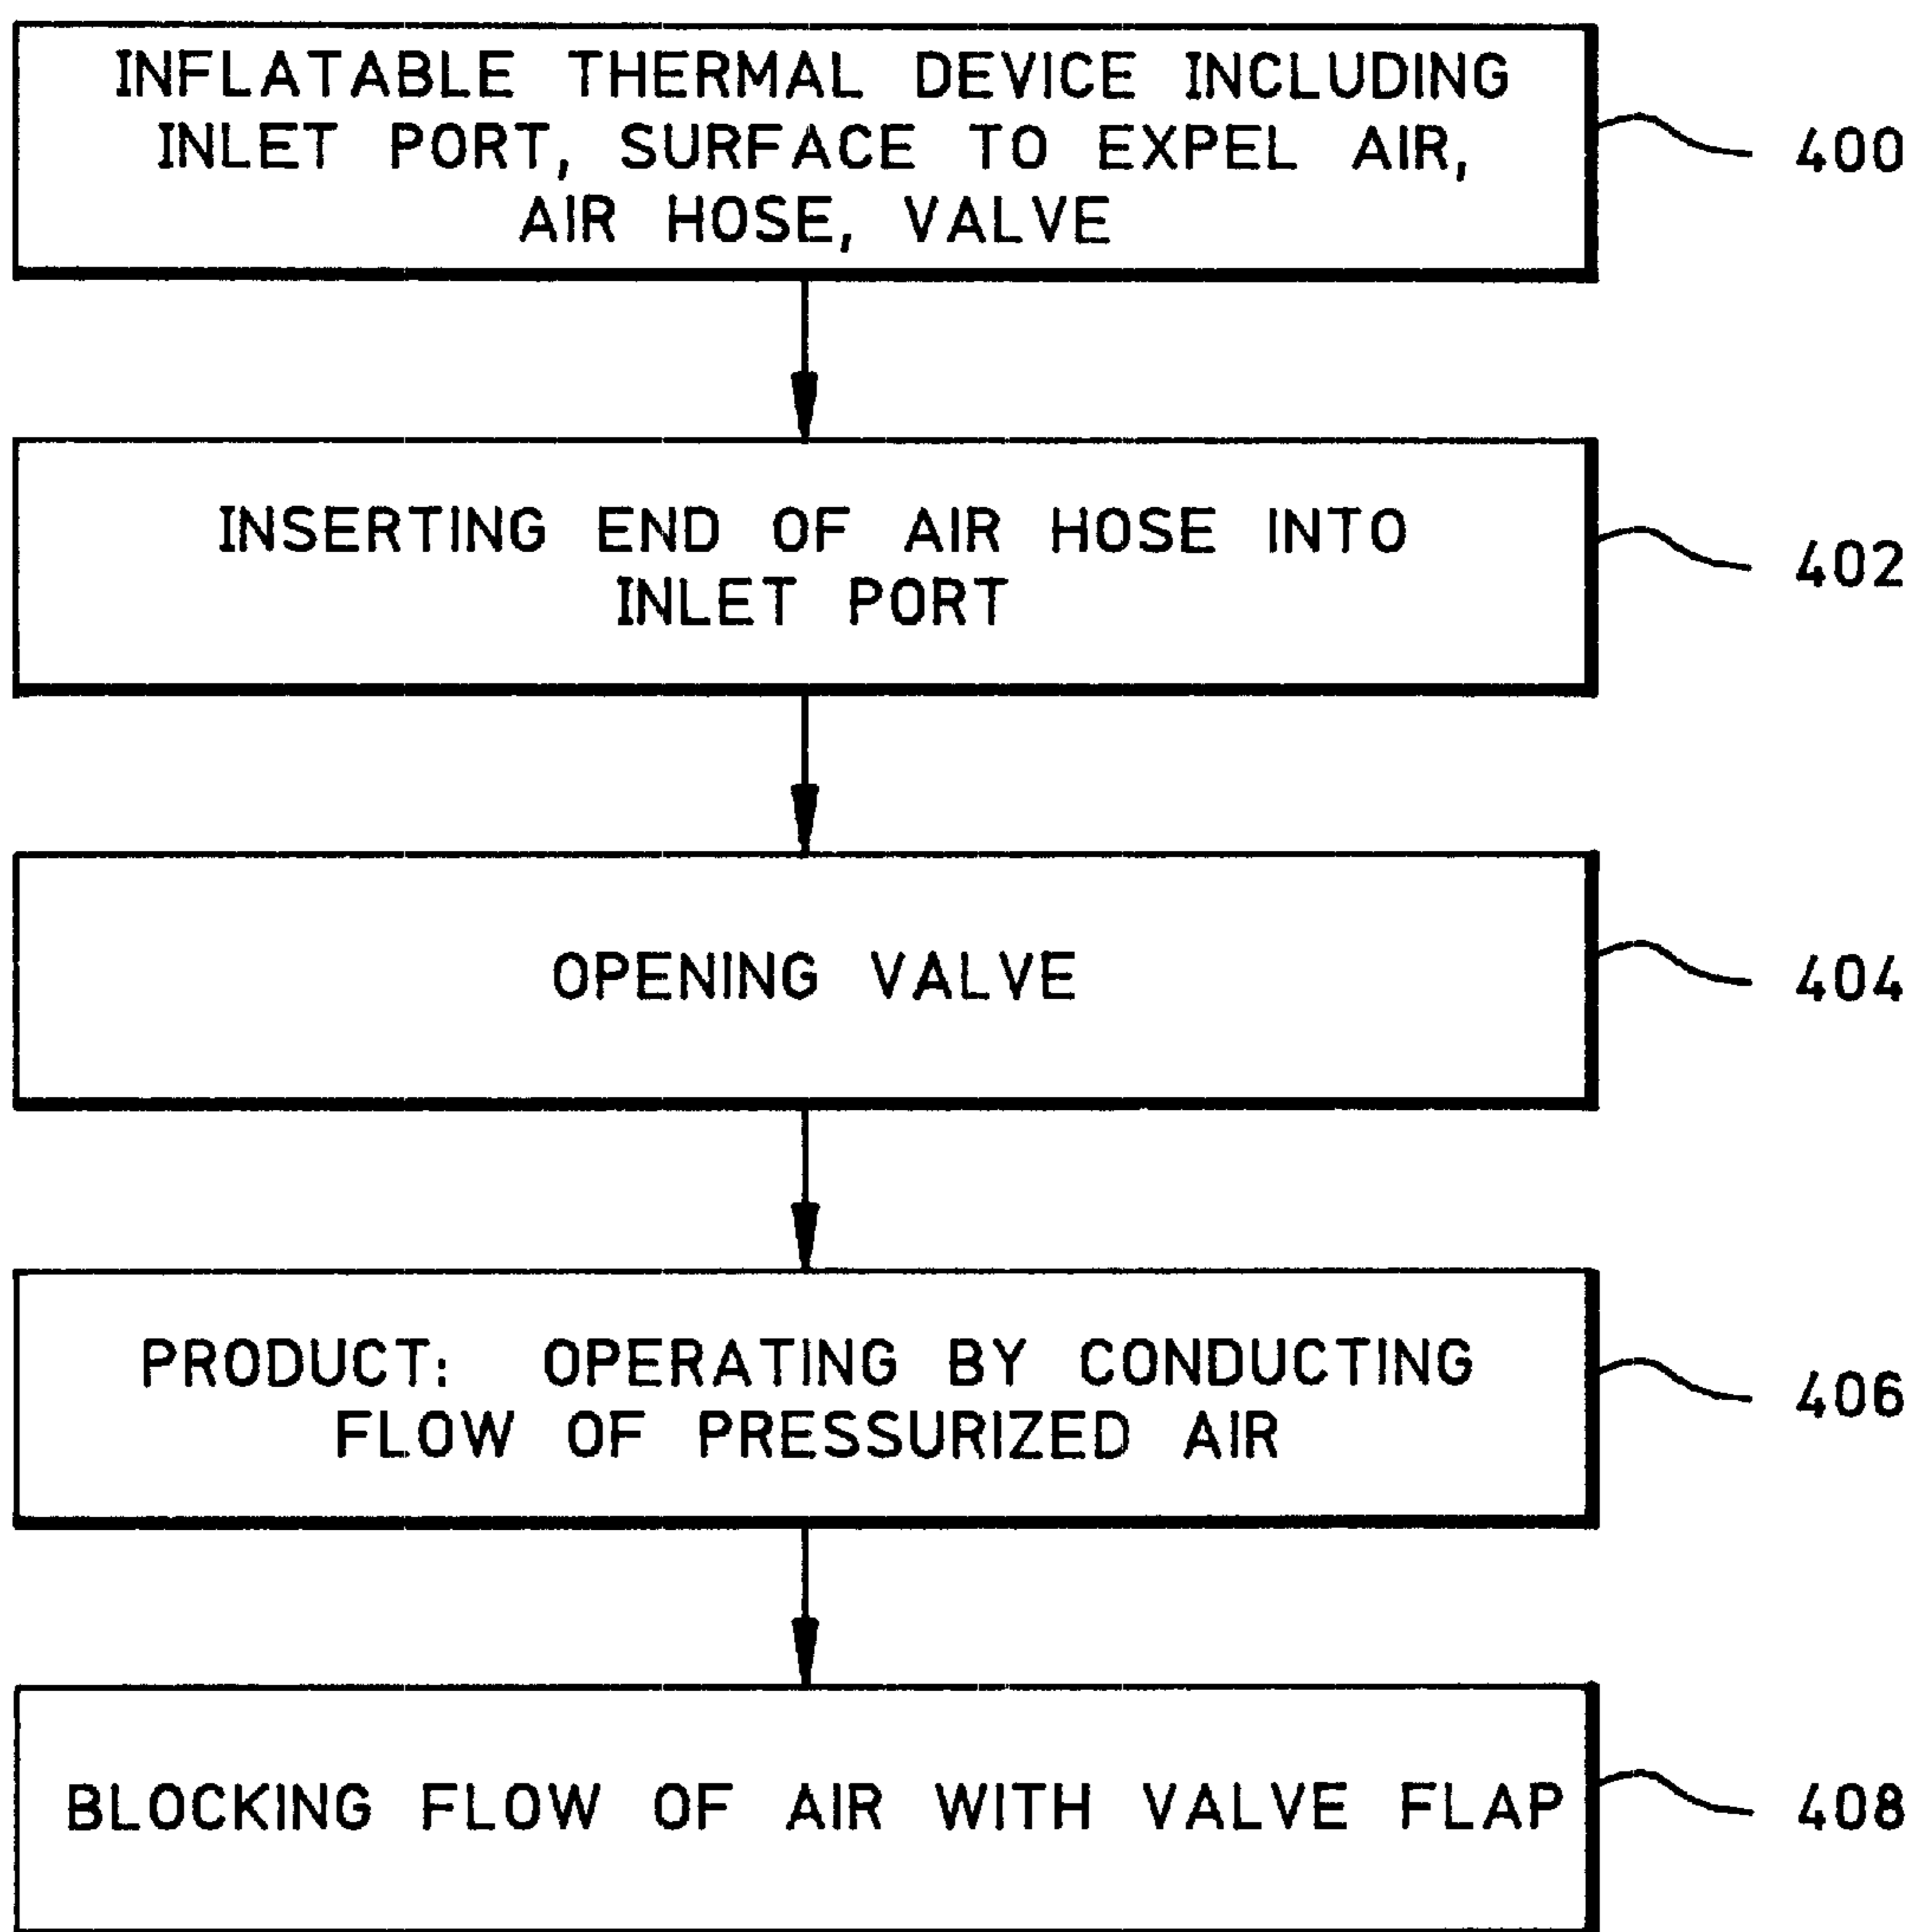 INFLATABLE THERMAL DEVICE INCLUDING
INLET PORT, SURFACE TO EXPEL AIR,
AIR HOSE, VALVE
400
INSERTING END OF AIR HOSE INTO
INLET PORT
402
OPENING VALVE
404
PRODUCT: OPERATING BY CONDUCTING
FLOW OF PRESSURIZED AIR
406
BLOCKING FLOW OF AIR WITH VALVE FLAP
408